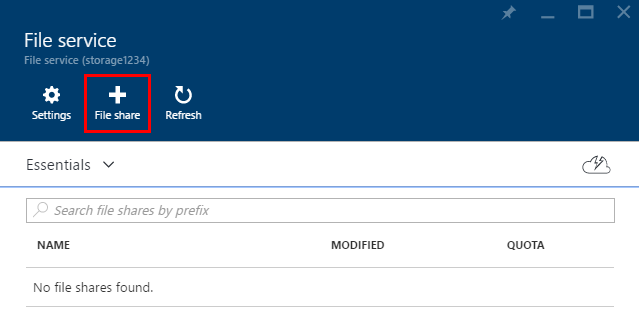 File service
File service (storage1234)
Settings File share Refresh
Essentials
Search file shares by prefix
NAME MODIFIED QUOTA
No file shares found.